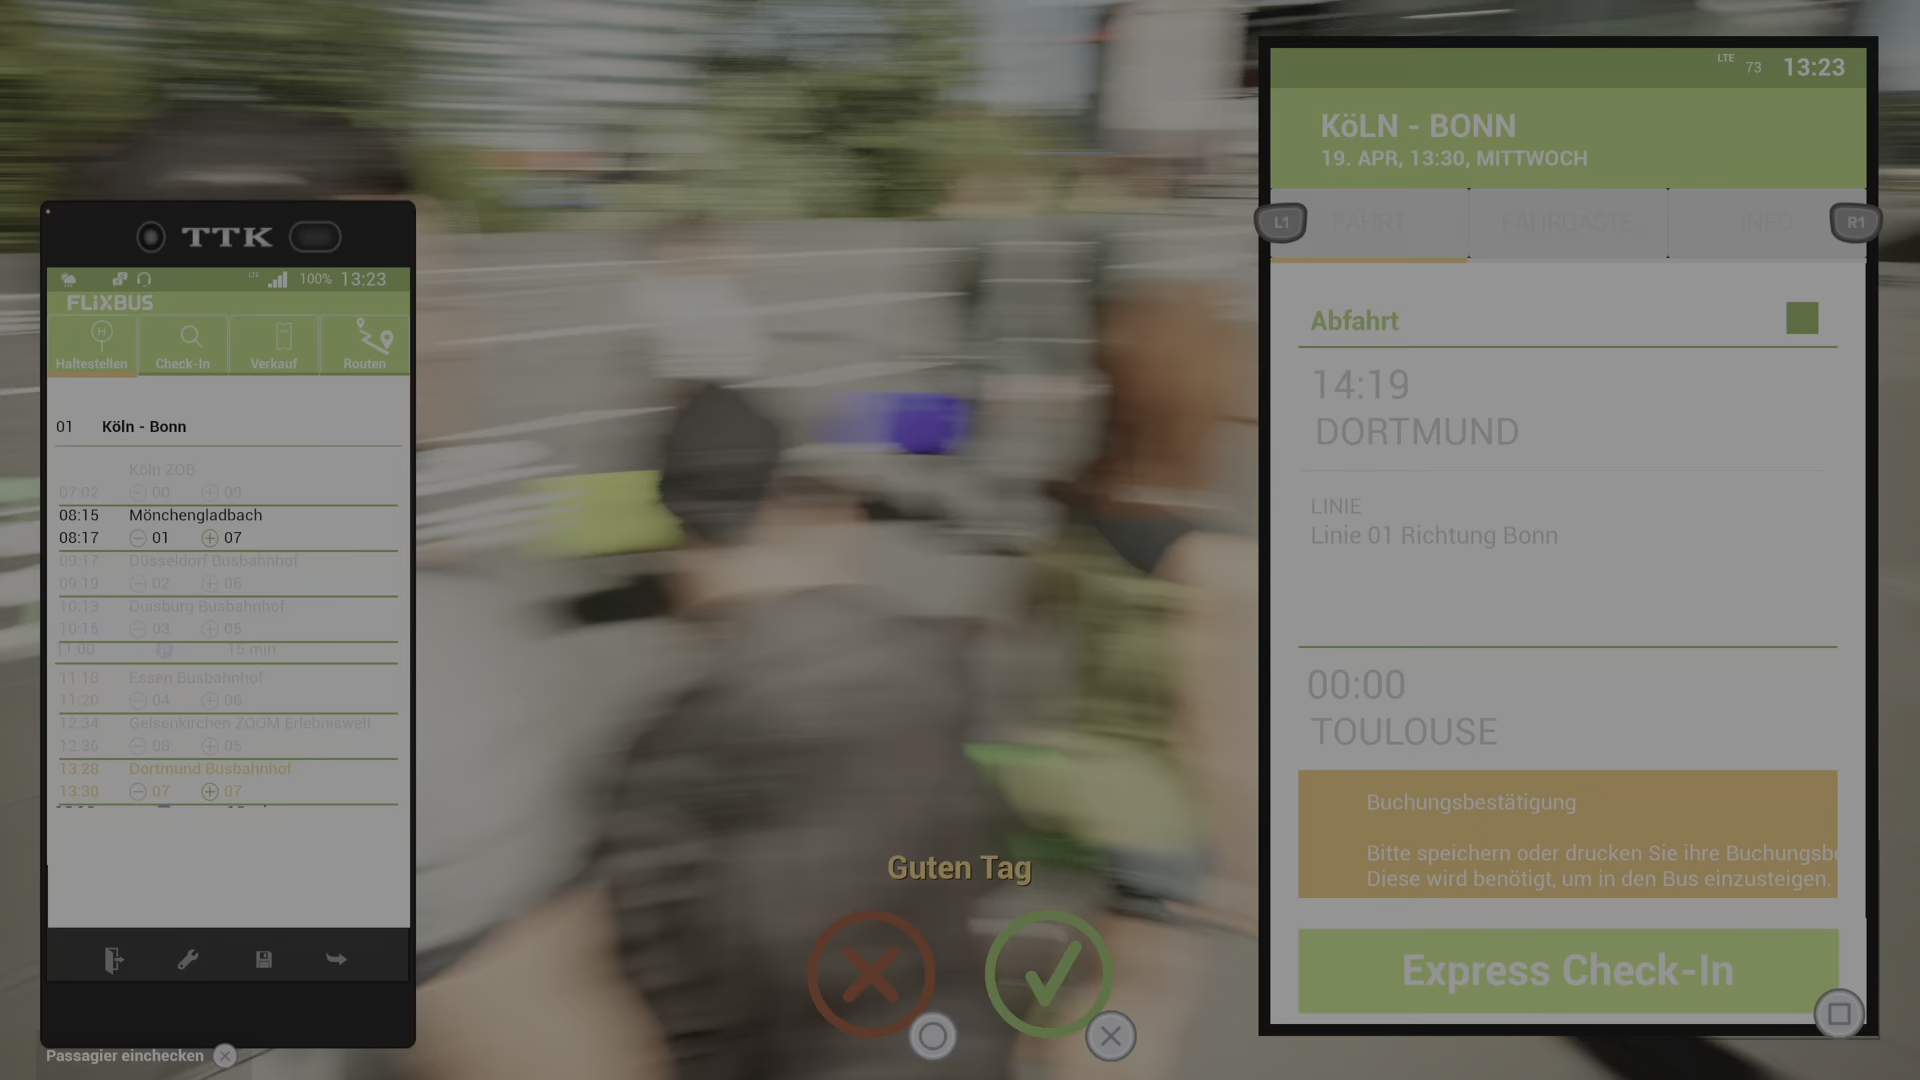 TTK
LTE 100% 13:23
FLiXBUS
Haltestellen Check-In Verkauf Routen
01 Köln - Bonn
Köln ZOB
07:02 00 09
08:15 Mönchengladbach
08:17 01 07
09:17 Düsseldorf Busbahnhof
09:19 02 06
10:13 Duisburg Busbahnhof
10:15 03 05
11:00 P 15 min
11:18 Essen Busbahnhof
11:20 04 06
12:34 Gelsenkirchen ZOOM Erlebniswelt
12:36 08 05
13:28 Dortmund Busbahnhof
13:30 07 07
Passagier einchecken
Guten Tag
LTE 73 13:23
KöLN - BONN
19. APR, 13:30, MITTWOCH
L1 FAHRT FAHRGÄSTE INFO R1
Abfahrt
14:19
DORTMUND
LINIE
Linie 01 Richtung Bonn
00:00
TOULOUSE
Buchungsbestätigung
Bitte speichern oder drucken Sie ihre Buchungsbe
Diese wird benötigt, um in den Bus einzusteigen.
Express Check-In